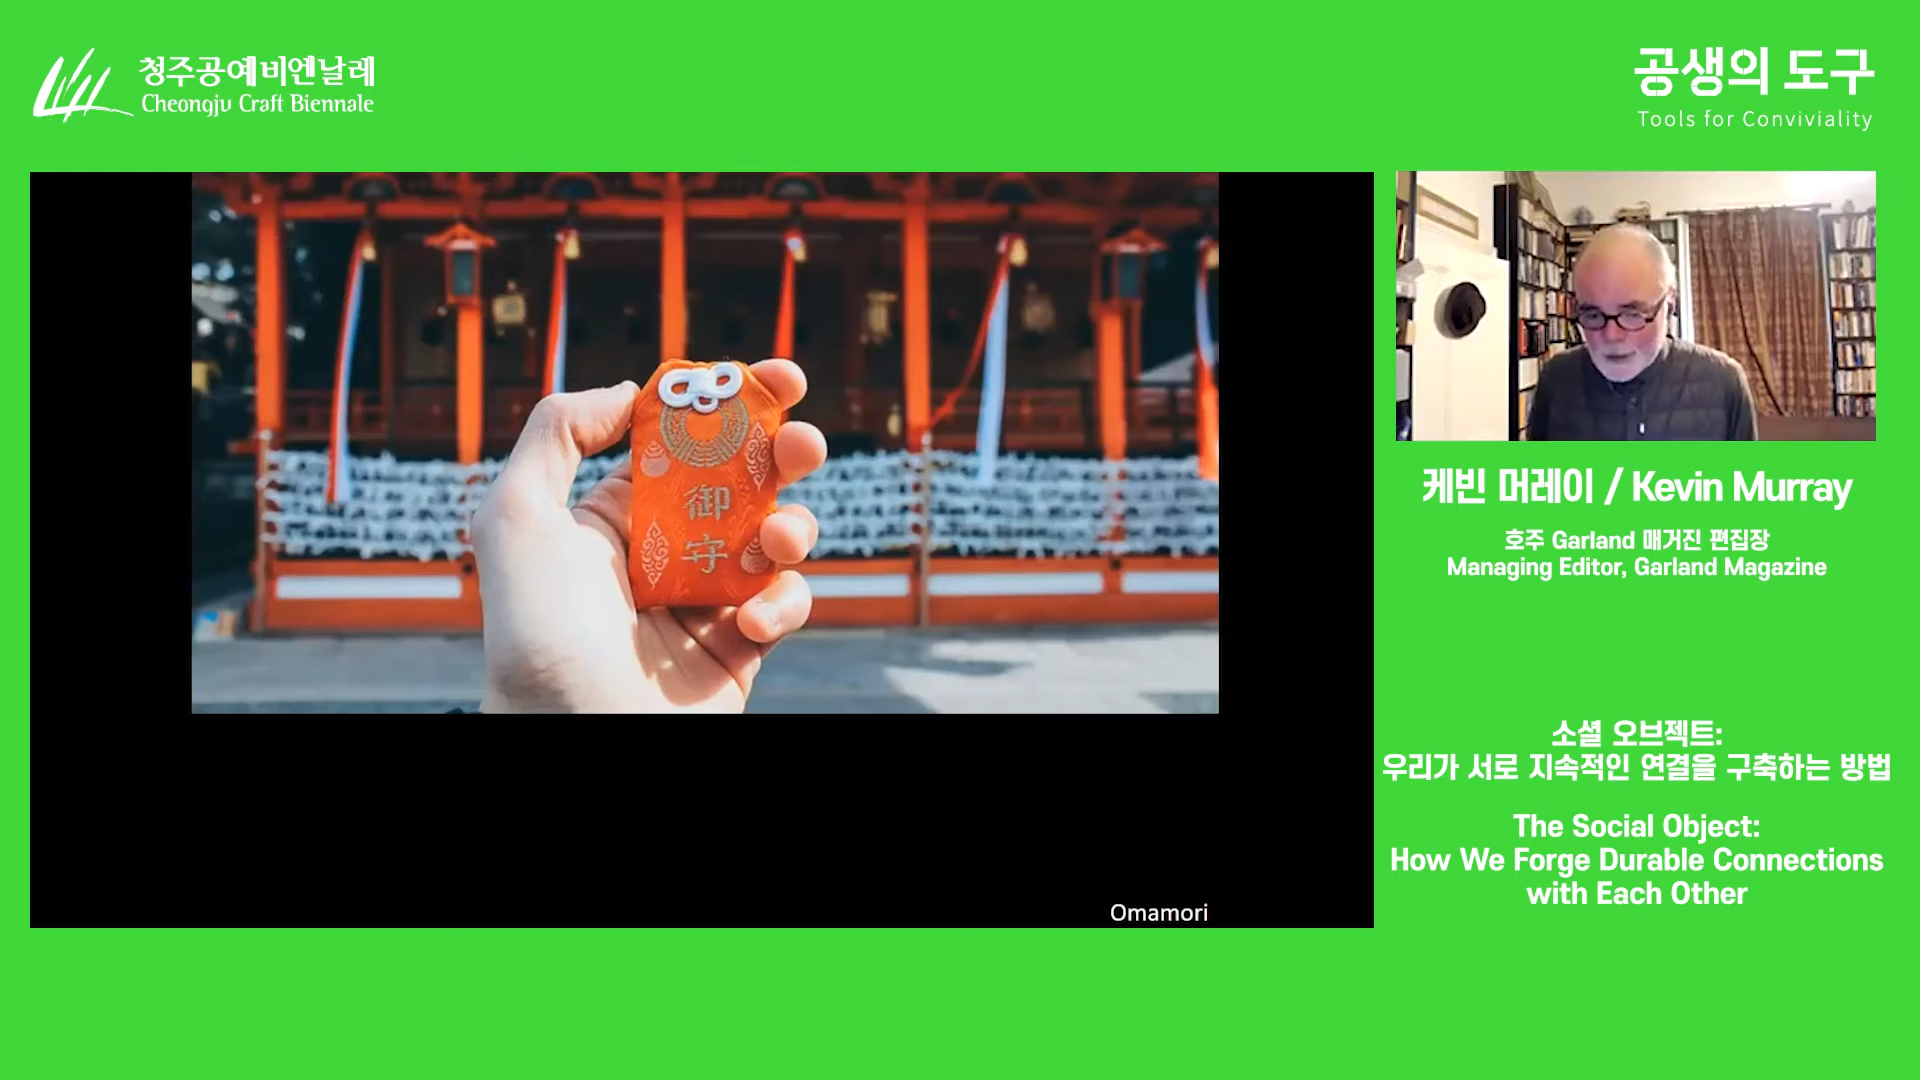 청주공예비엔날레
Cheongju Craft Biennale
공생의 도구
Tools for Conviviality
御
守
Omamori
케빈 머레이 / Kevin Murray
호주 Garland 매거진 편집장
Managing Editor, Garland Magazine
소셜 오브젝트:
우리가 서로 지속적인 연결을 구축하는 방법
The Social Object:
How We Forge Durable Connections
with Each Other